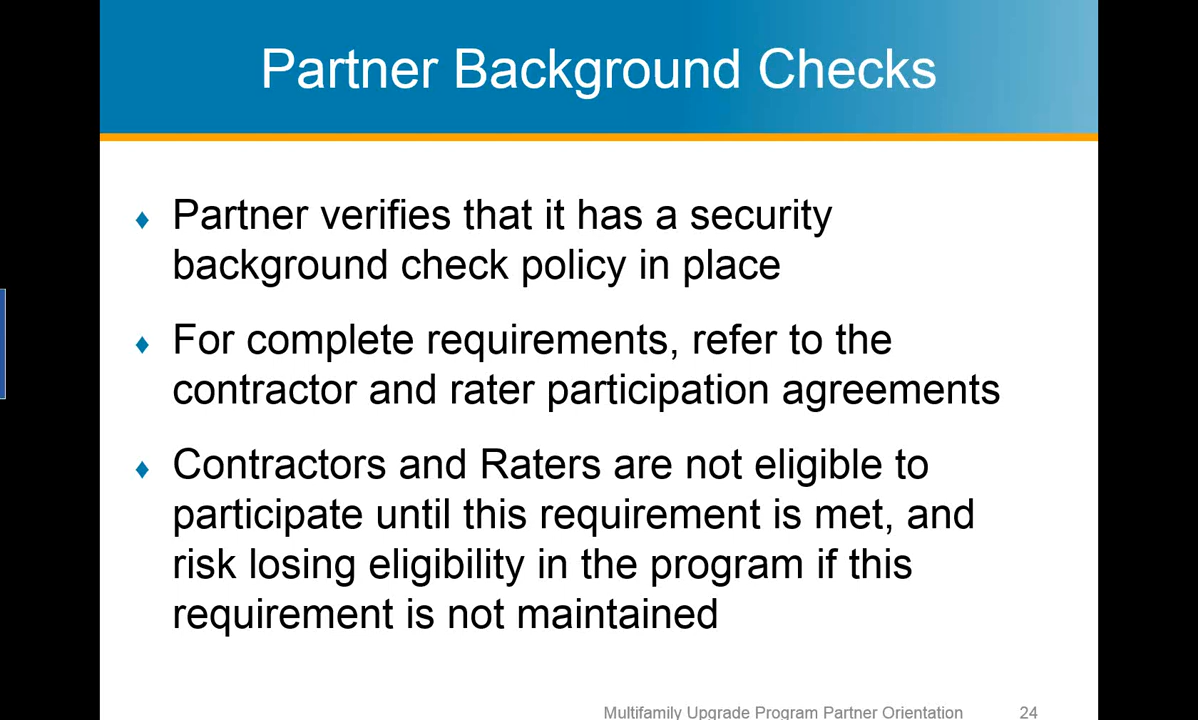 Partner Background Checks
Partner verifies that it has a security
background check policy in place
For complete requirements, refer to the
contractor and rater participation agreements
Contractors and Raters are not eligible to
participate until this requirement is met, and
risk losing eligibility in the program if this
requirement is not maintained
Multifamily Upgrade Program Partner Orientation 24